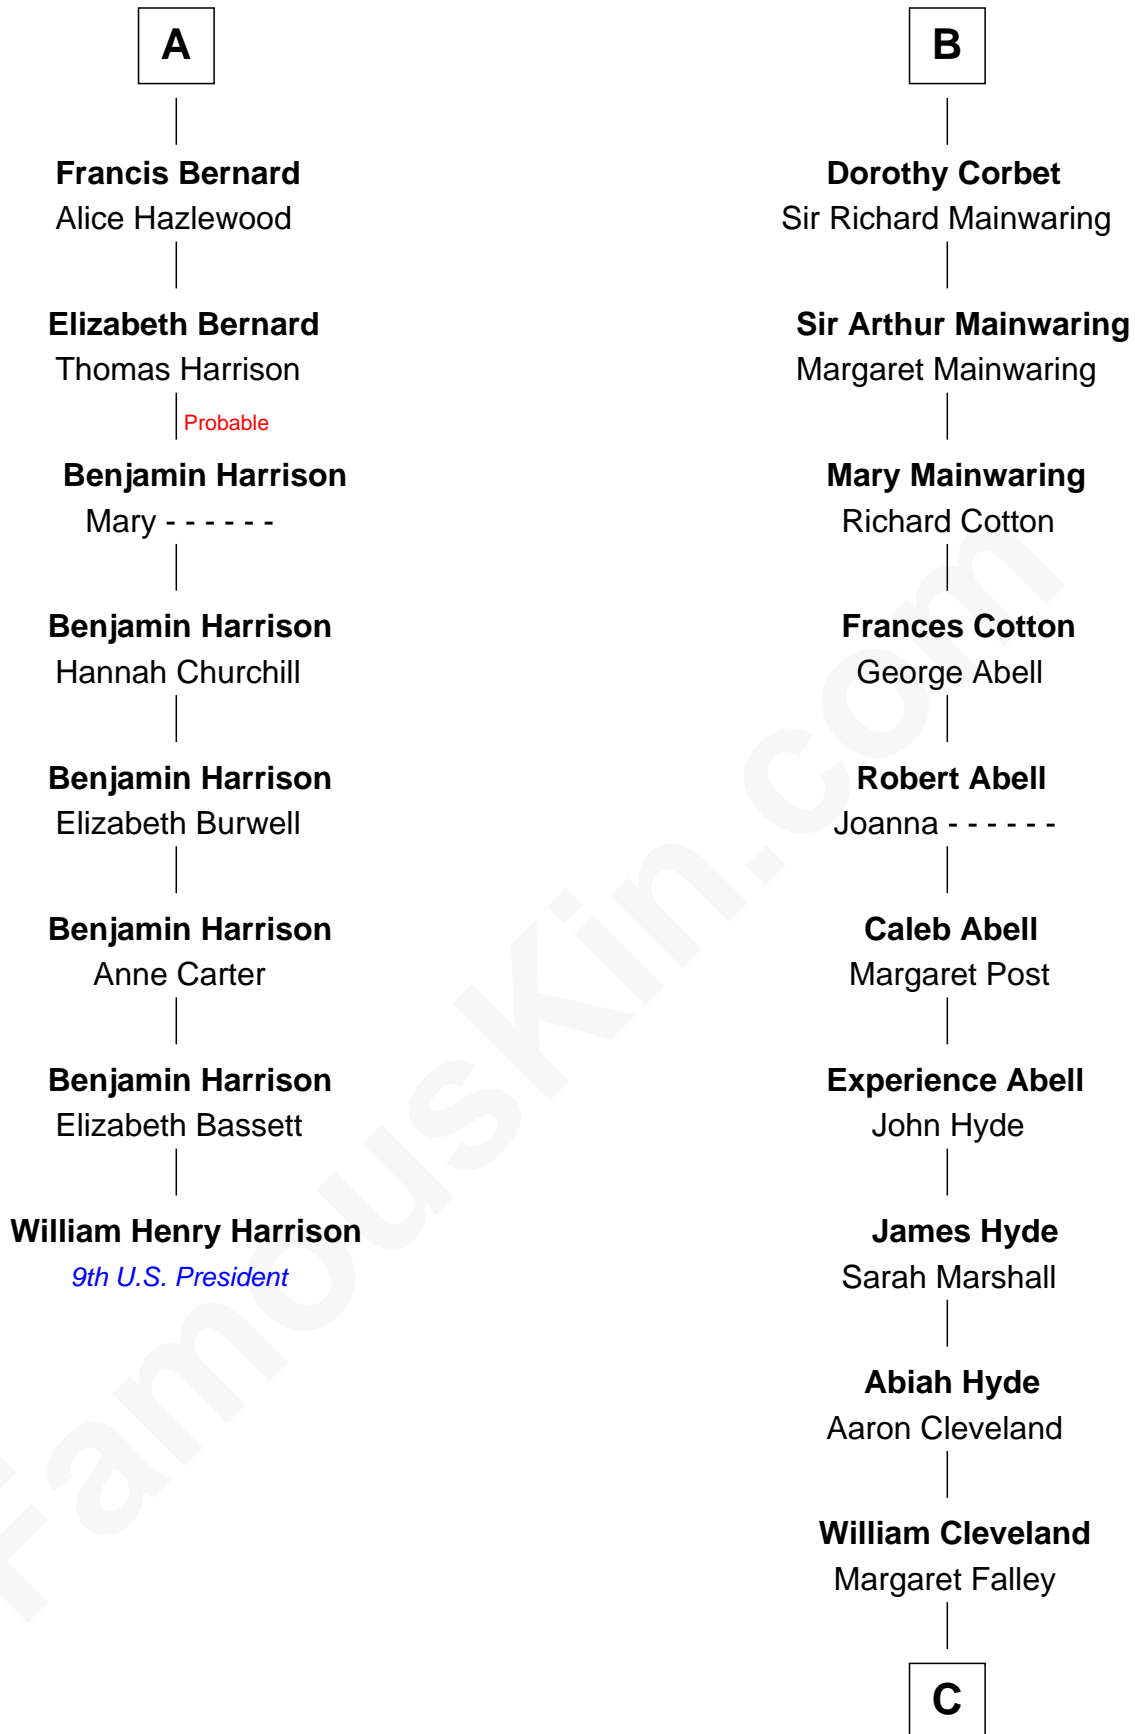 A
Francis Bernard
Alice Hazlewood
Elizabeth Bernard
Thomas Harrison
Probable
Benjamin Harrison
Mary - - - - - -
Benjamin Harrison
Hannah Churchill
Benjamin Harrison
Elizabeth Burwell
Benjamin Harrison
Anne Carter
Benjamin Harrison
Elizabeth Bassett
William Henry Harrison
9th U.S. President
B
Dorothy Corbet
Sir Richard Mainwaring
Sir Arthur Mainwaring
Margaret Mainwaring
Mary Mainwaring
Richard Cotton
Frances Cotton
George Abell
Robert Abell
Joanna - - - - - -
Caleb Abell
Margaret Post
Experience Abell
John Hyde
James Hyde
Sarah Marshall
Abiah Hyde
Aaron Cleveland
William Cleveland
Margaret Falley
C
FamousKin.com